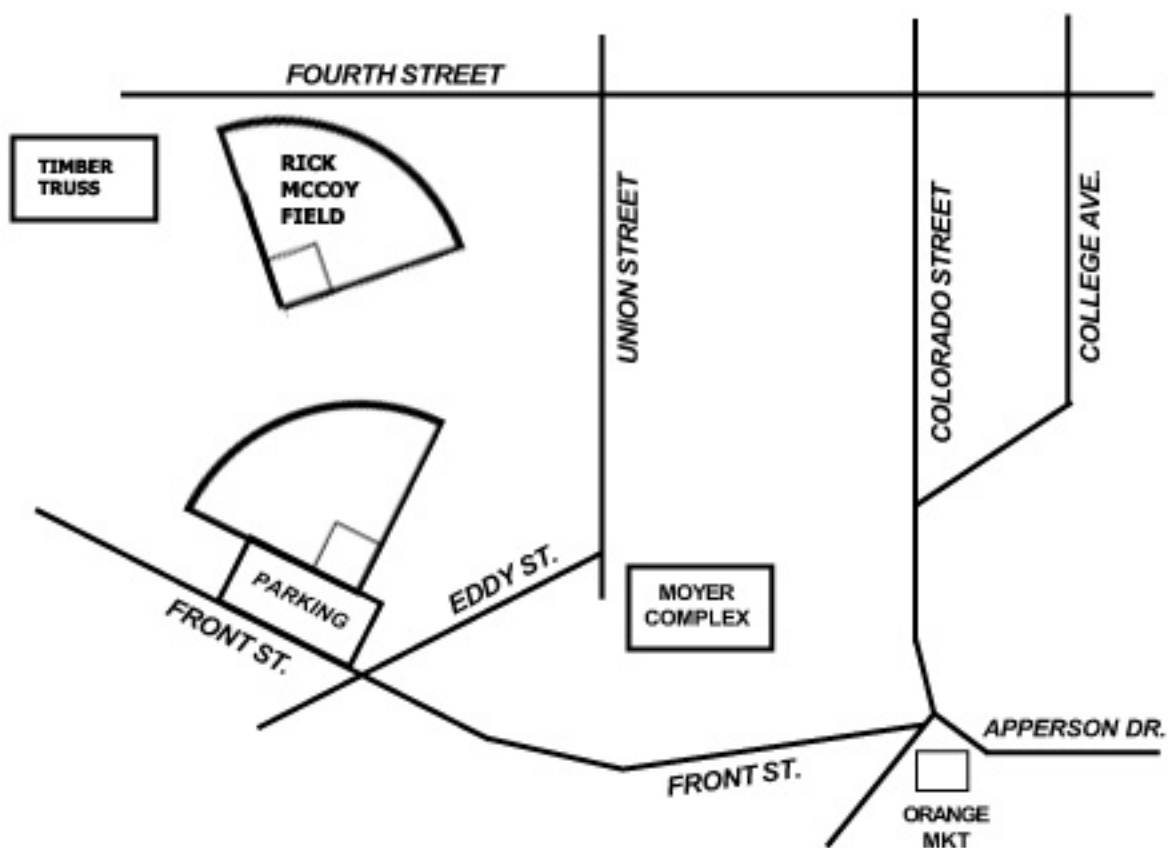 FOURTH STREET
TIMBER
TRUSS
RICK
MCCOY
FIELD
UNION STREET
COLORADO STREET
COLLEGE AVE.
PARKING
FRONT ST.
EDDY ST.
MOYER
COMPLEX
FRONT ST.
APPERSON DR.
ORANGE
MKT